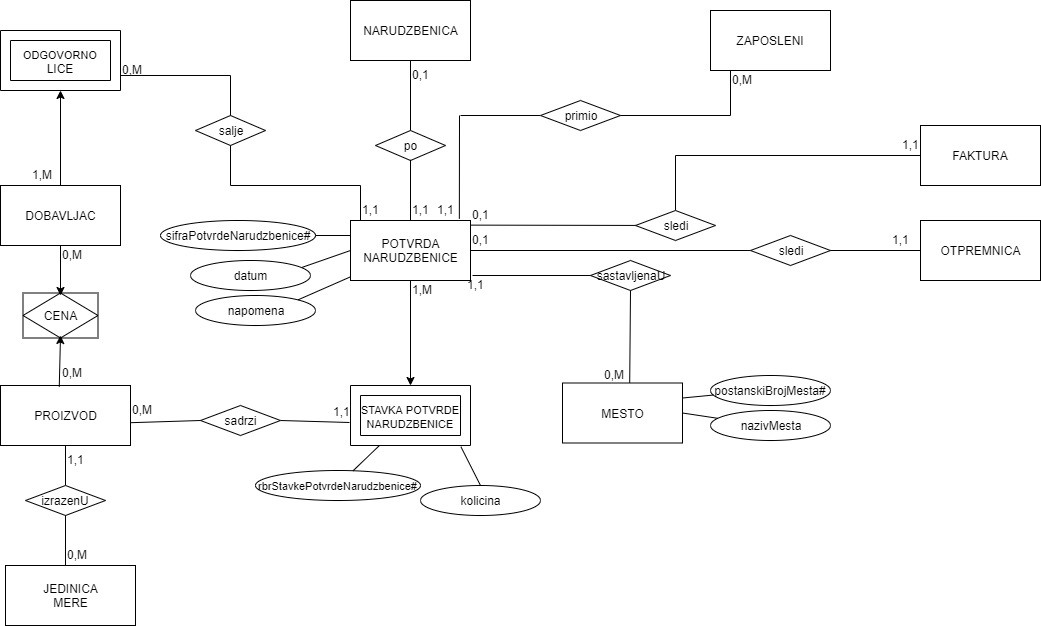 NARUDZBENICA
ZAPOSLENI
ODGOVORNO
LICE
0,M
0,1
0,M
salje
primio
po
FAKTURA
1,1
1,M
DOBAVLJAC
1,1
1,1
1,1
0,1
sledi
sifraPotvrdeNarudzbenice#
POTVRDA
NARUDZBENICE
0,1
sledi
1,1
OTPREMNICA
0,M
datum
sastavljenaU
1,1
1,M
napomena
CENA
0,M
0,M
PROIZVOD
0,M
sadrzi
1,1
STAVKA POTVRDE
NARUDZBENICE
MESTO
postanskiBrojMesta#
nazivMesta
1,1
rbrStavkePotvrdeNarudzbenice#
kolicina
izrazenU
0,M
JEDINICA
MERE